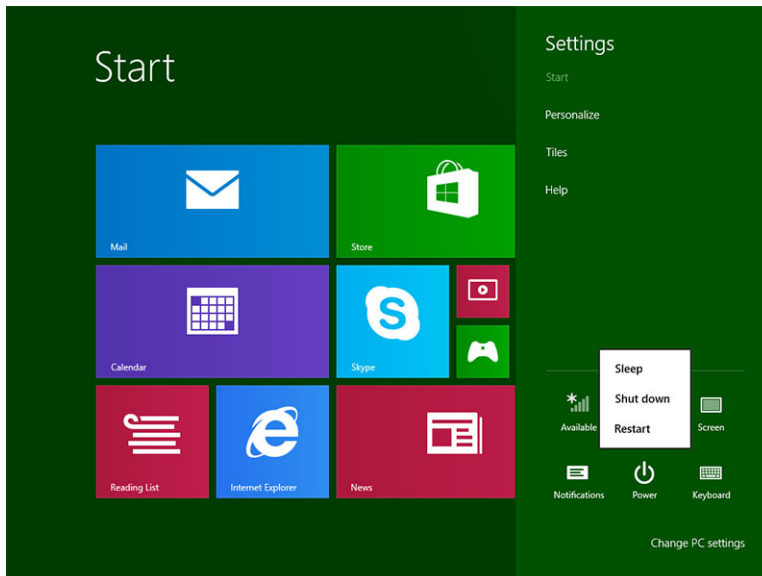 Start
Mail
Store
Calendar
Skype
Reading List
Internet Explorer
News
Settings
Start
Personalize
Tiles
Help
Sleep
Shut down
Restart
Available
Screen
Notifications
Power
Keyboard
Change PC settings